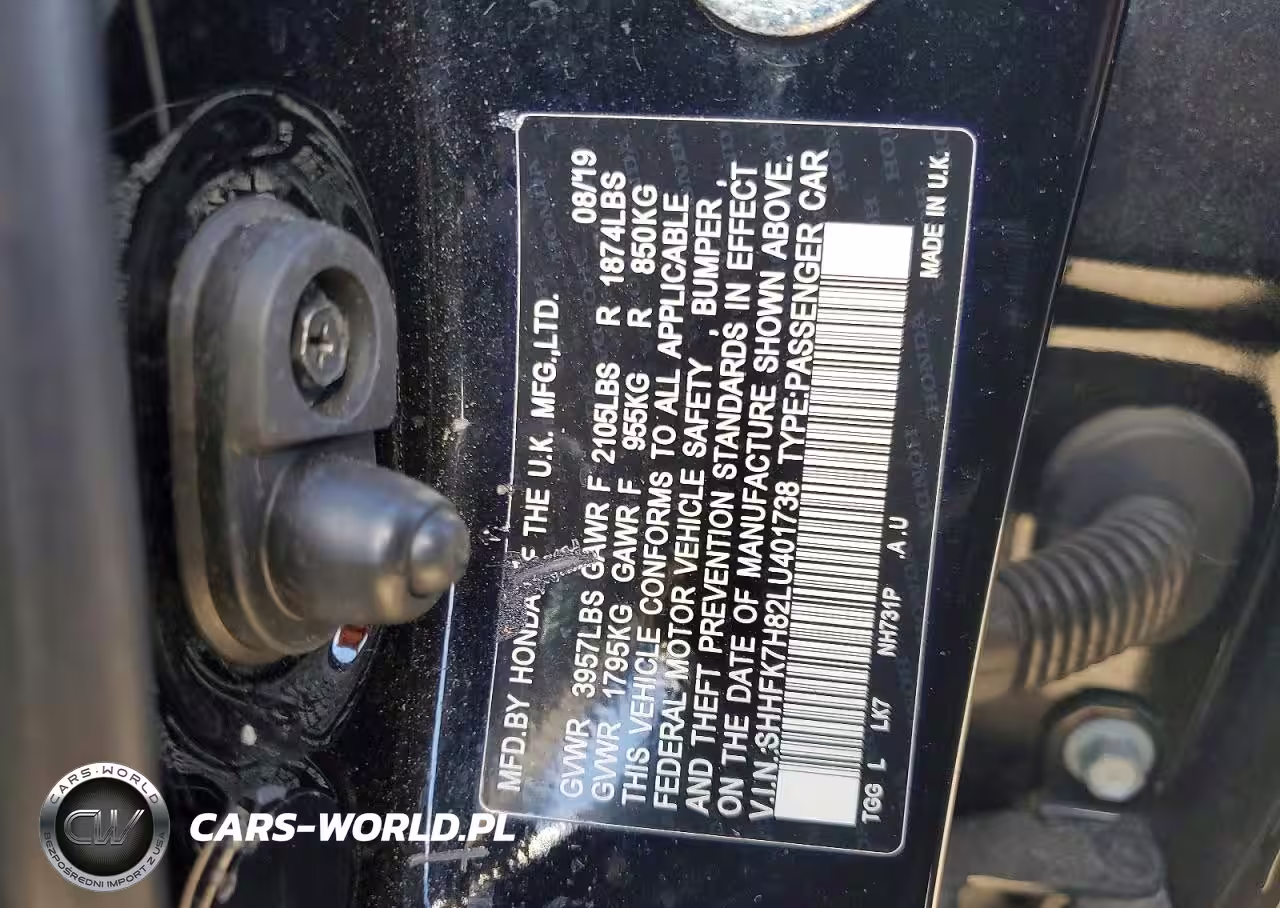 MFD.BY HONDA OF THE U.K. MFG.,LTD. 08/'19
GVWR 3957LBS GAWR F 2105LBS R 1874LBS
GVWR 1795KG GAWR F 955KG R 850KG
THIS VEHICLE CONFORMS TO ALL APPLICABLE
FEDERAL MOTOR VEHICLE SAFETY , BUMPER ,
AND THEFT PREVENTION STANDARDS IN EFFECT
ON THE DATE OF MANUFACTURE SHOWN ABOVE.
V.I.N.:SHHFK7H82LU401738 TYPE:PASSENGER CAR
TGG L LX7 NH731P A.U MADE IN U.K.
CARS-WORLD
CW
BEZPOŚREDNI IMPORT Z USA
CARS-WORLD.PL